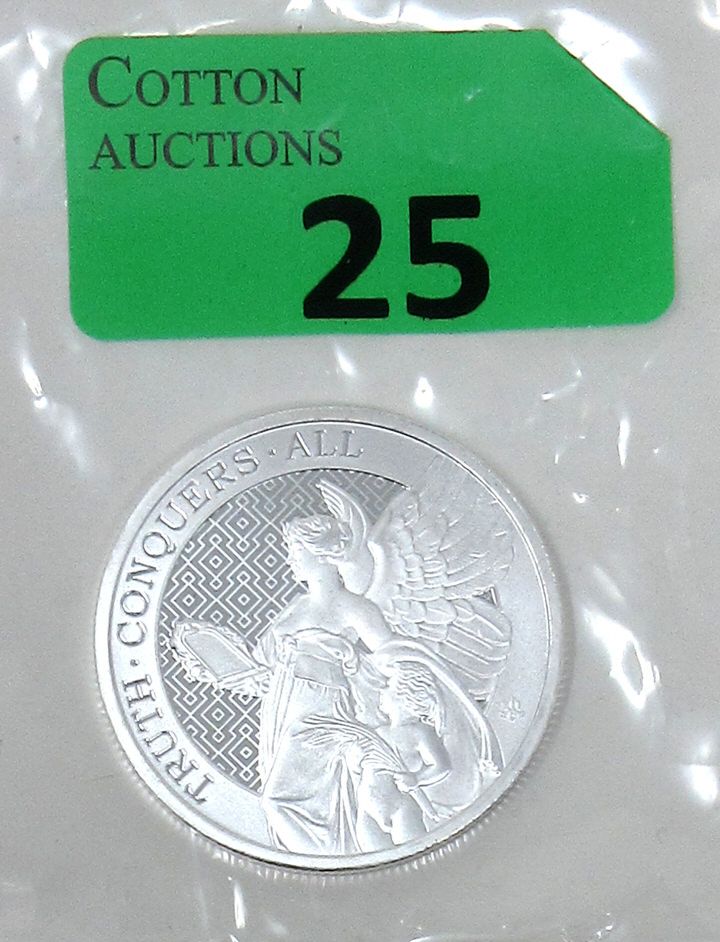 COTTON
AUCTIONS
25
TRUTH · CONQUERS · ALL